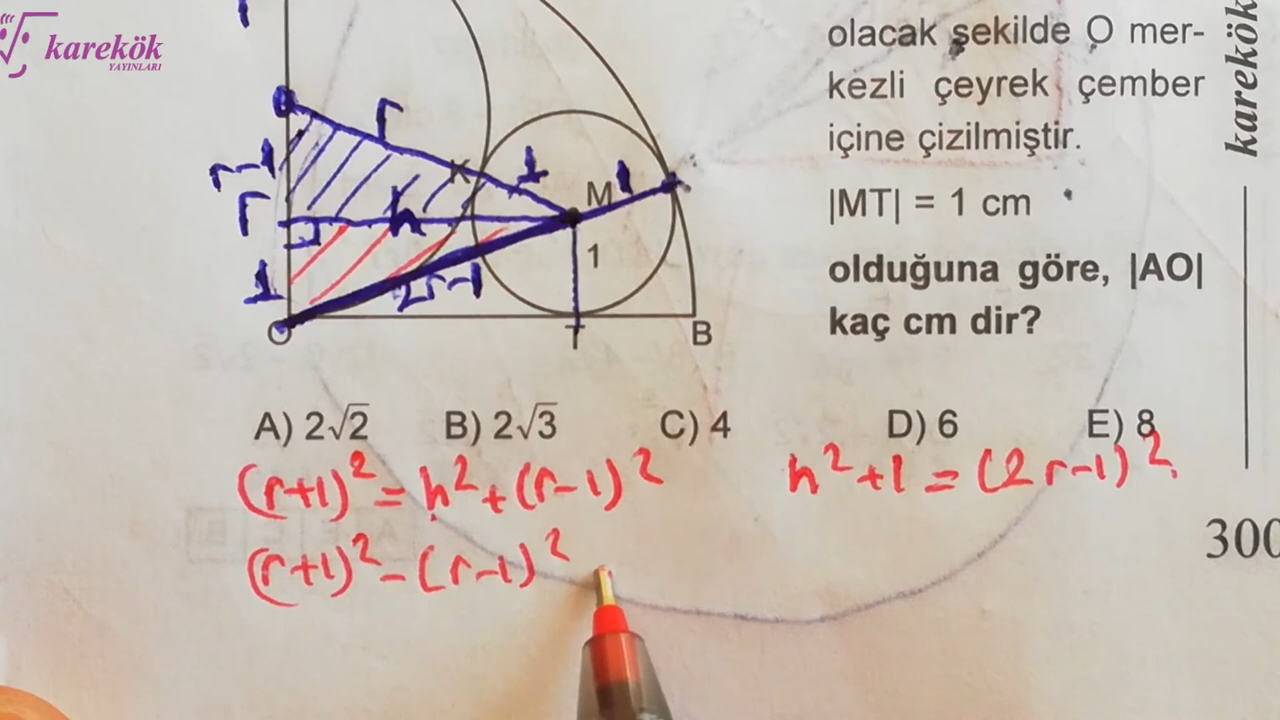 karekök
YAYINLARI
olacak şekilde O mer-
kezli çeyrek çember
içine çizilmiştir.
|MT| = 1 cm
olduğuna göre, |AO|
kaç cm dir?
karekök
r
r-1
r
1
h
K
1
M
1
1
2r-1
O
T
B
A) 2√2 B) 2√3 C) 4 D) 6 E) 8
(r+1)² = h² + (r-1)²
h² + 1 = (2r-1)²
(r+1)² - (r-1)²
300